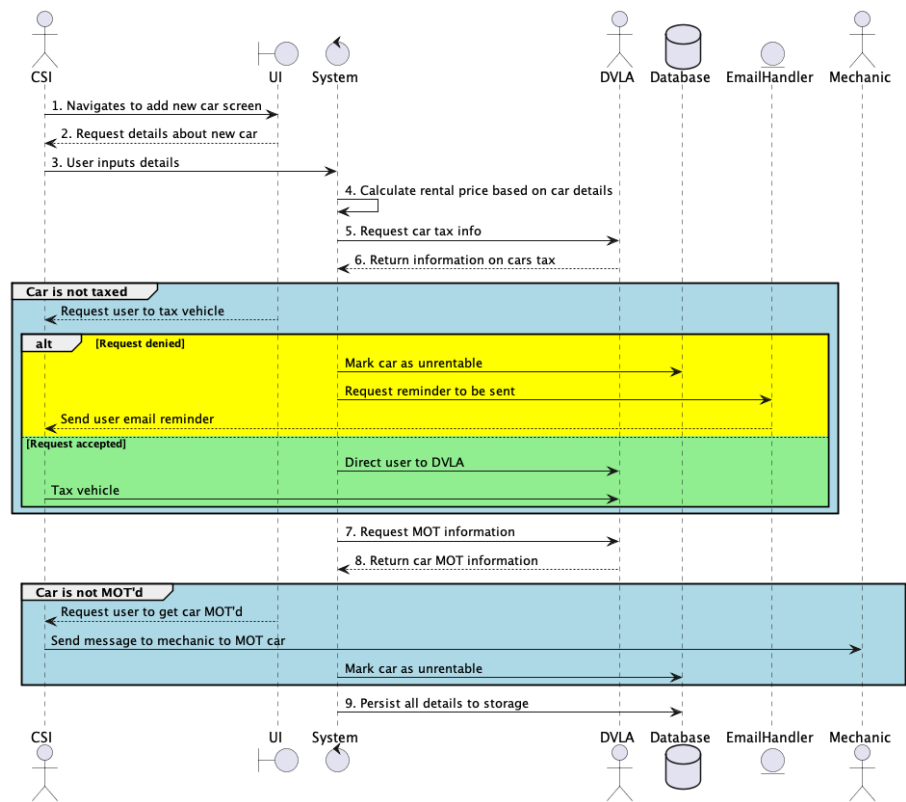 CSI UI System DVLA Database EmailHandler Mechanic
1. Navigates to add new car screen
2. Request details about new car
3. User inputs details
4. Calculate rental price based on car details
5. Request car tax info
6. Return information on cars tax
Car is not taxed
Request user to tax vehicle
alt [Request denied]
Mark car as unrentable
Request reminder to be sent
Send user email reminder
[Request accepted]
Direct user to DVLA
Tax vehicle
7. Request MOT information
8. Return car MOT information
Car is not MOT'd
Request user to get car MOT'd
Send message to mechanic to MOT car
Mark car as unrentable
9. Persist all details to storage
CSI UI System DVLA Database EmailHandler Mechanic